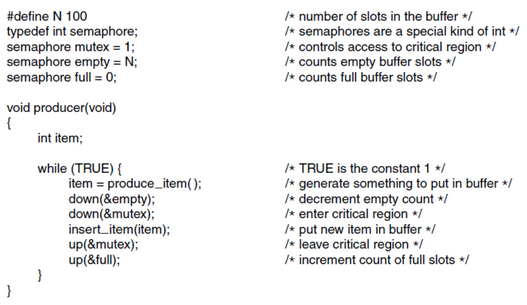 #define N 100 /* number of slots in the buffer */
typedef int semaphore; /* semaphores are a special kind of int */
semaphore mutex = 1; /* controls access to critical region */
semaphore empty = N; /* counts empty buffer slots */
semaphore full = 0; /* counts full buffer slots */
void producer(void)
{
int item;
while (TRUE) { /* TRUE is the constant 1 */
item = produce_item( ); /* generate something to put in buffer */
down(&empty); /* decrement empty count */
down(&mutex); /* enter critical region */
insert_item(item); /* put new item in buffer */
up(&mutex); /* leave critical region */
up(&full); /* increment count of full slots */
}
}